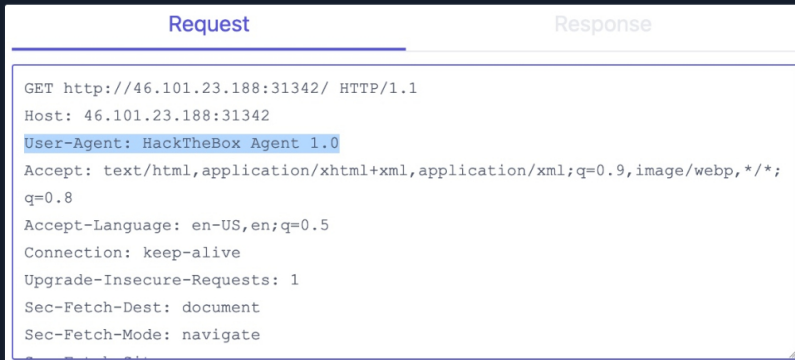 Request
Response
GET http://46.101.23.188:31342/ HTTP/1.1
Host: 46.101.23.188:31342
User-Agent: HackTheBox Agent 1.0
Accept: text/html,application/xhtml+xml,application/xml;q=0.9,image/webp,*/*;
q=0.8
Accept-Language: en-US,en;q=0.5
Connection: keep-alive
Upgrade-Insecure-Requests: 1
Sec-Fetch-Dest: document
Sec-Fetch-Mode: navigate